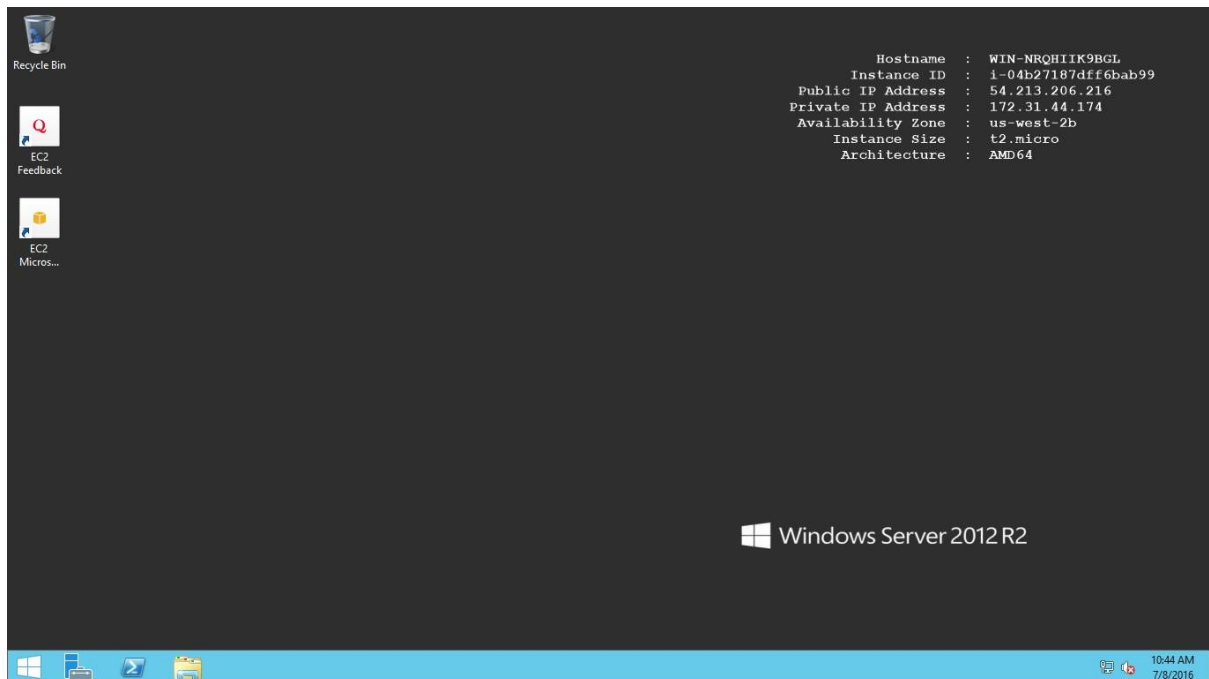 Recycle Bin
Q
EC2
Feedback
EC2
Micros...
Hostname : WIN-NRQHIIK9BGL
Instance ID : i-04b27187dff6bab99
Public IP Address : 54.213.206.216
Private IP Address : 172.31.44.174
Availability Zone : us-west-2b
Instance Size : t2.micro
Architecture : AMD64
Windows Server 2012 R2
10:44 AM
7/8/2016